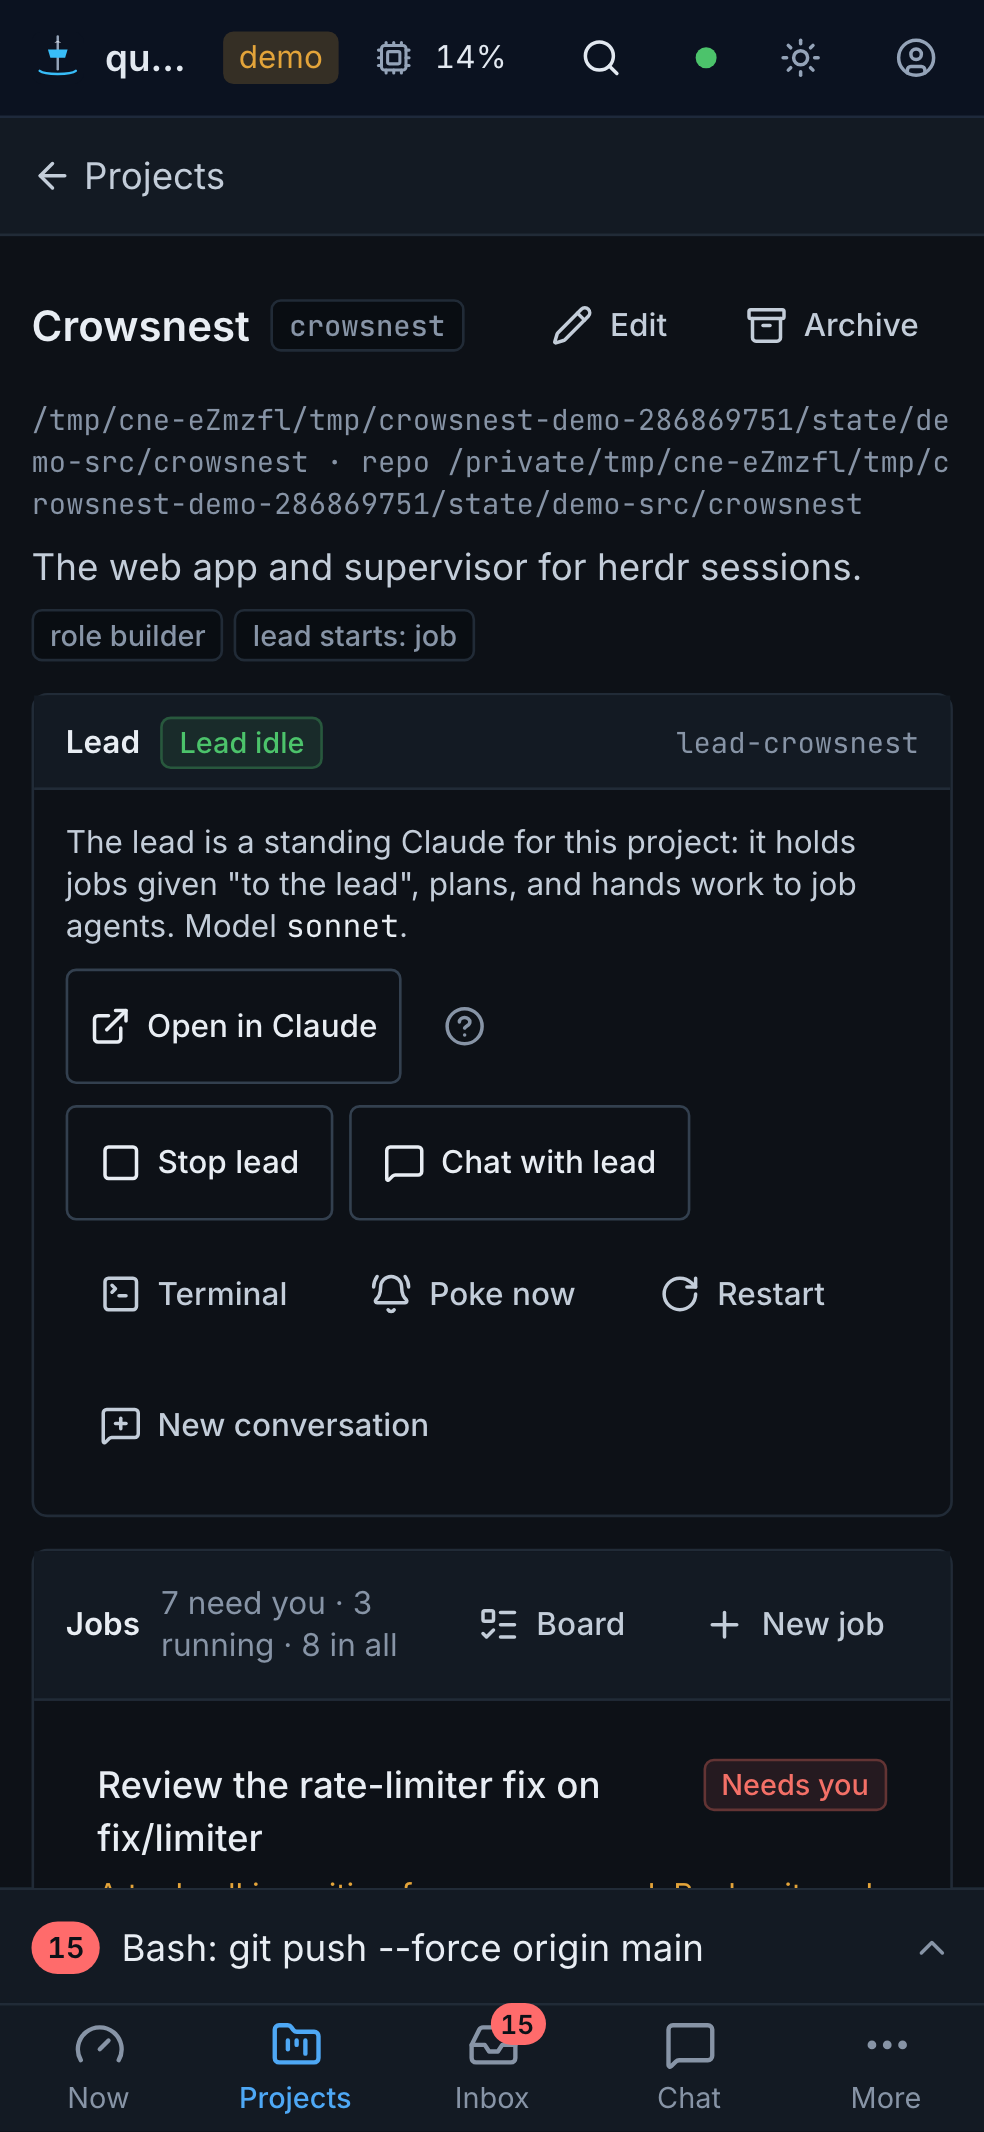 qu...
demo
14%
Projects
Crowsnest
crowsnest
Edit
Archive
/tmp/cne-eZmzfl/tmp/crowsnest-demo-286869751/state/de
mo-src/crowsnest · repo /private/tmp/cne-eZmzfl/tmp/c
rowsnest-demo-286869751/state/demo-src/crowsnest
The web app and supervisor for herdr sessions.
role builder
lead starts: job
Lead
Lead idle
lead-crowsnest
The lead is a standing Claude for this project: it holds
jobs given "to the lead", plans, and hands work to job
agents. Model sonnet.
Open in Claude
Stop lead
Chat with lead
Terminal
Poke now
Restart
New conversation
Jobs
7 need you · 3
running · 8 in all
Board
New job
Review the rate-limiter fix on
fix/limiter
Needs you
15
Bash: git push --force origin main
15
Now
Projects
Inbox
Chat
More